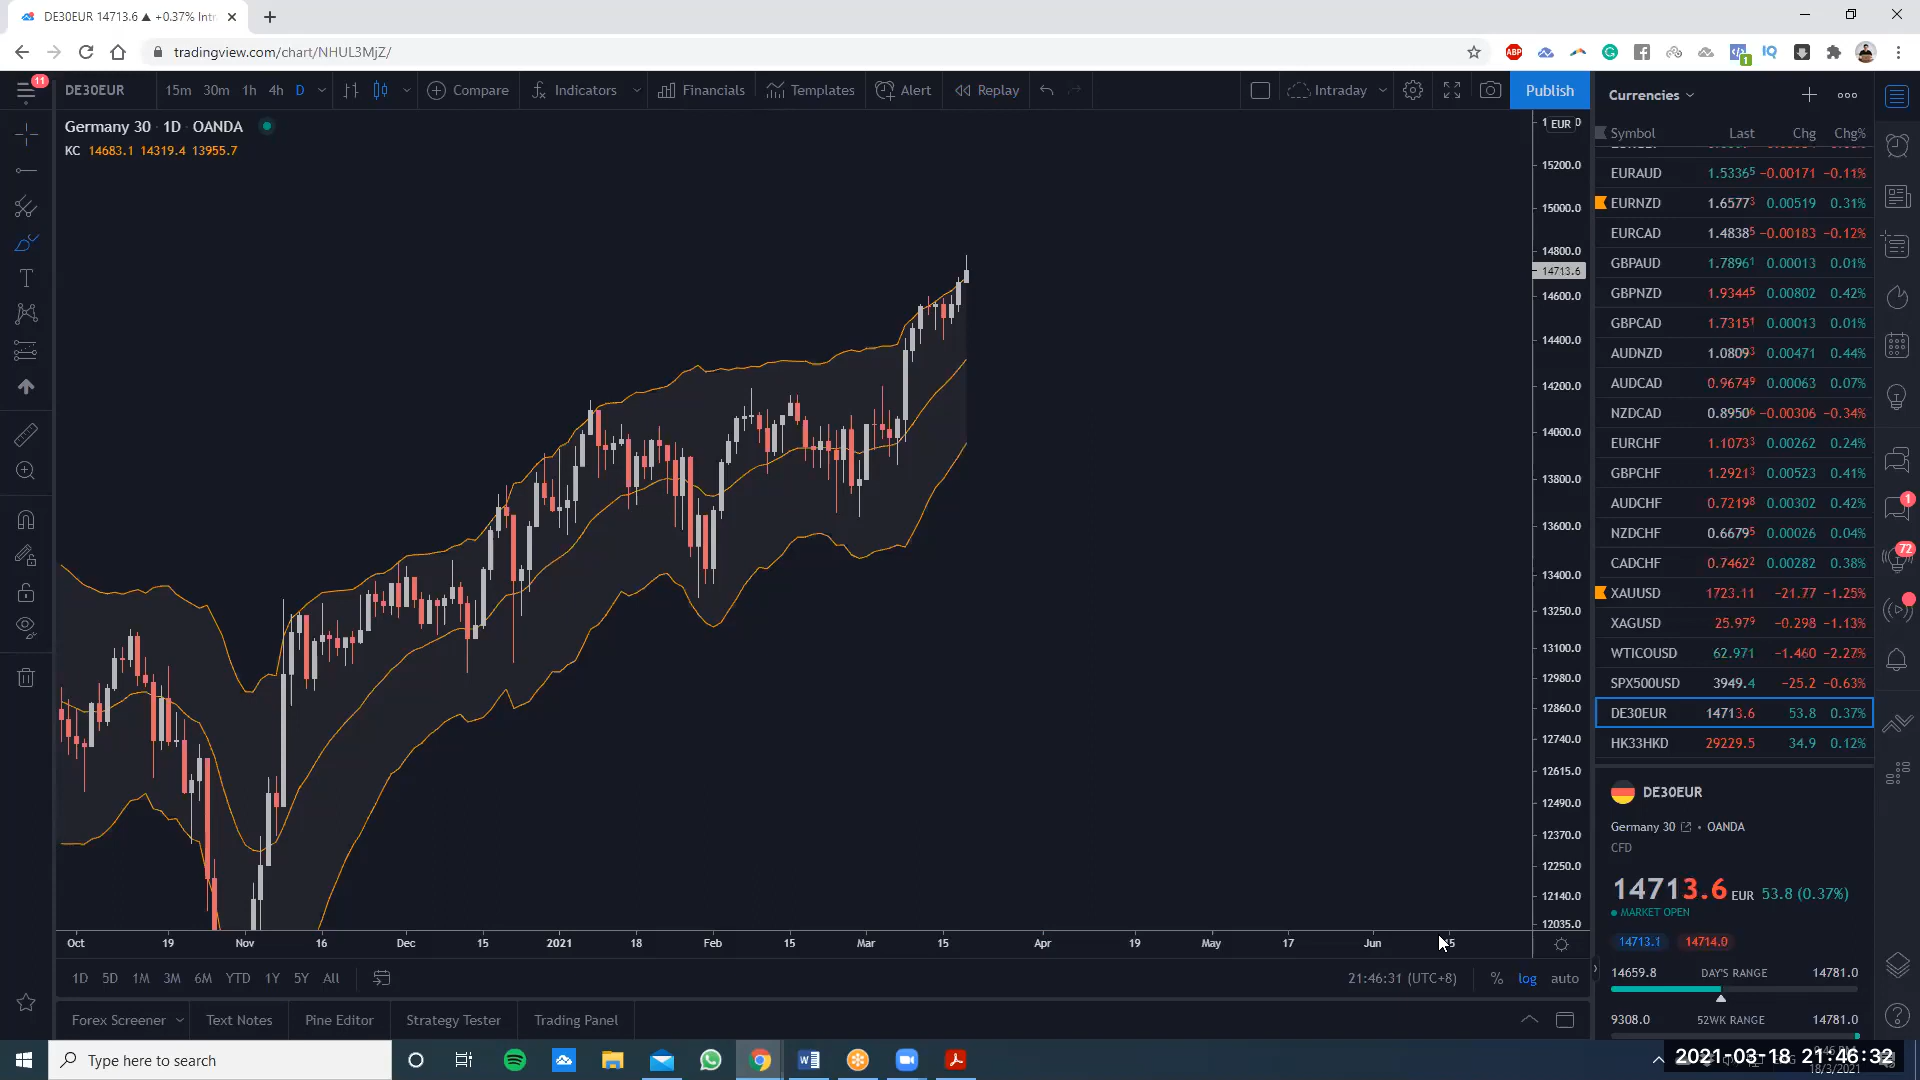 DE30EUR 14713.6 ▲ +0.37% Intr
tradingview.com/chart/NHUL3MjZ/
ABP
IQ
1
11
DE30EUR
15m 30m 1h 4h D
Compare
Indicators
Financials
Templates
Alert
Replay
Intraday
Publish
Germany 30 · 1D · OANDA
KC 14683.1 14319.4 13955.7
EUR
15200.0
15000.0
14800.0
14713.6
14600.0
14400.0
14200.0
14000.0
13800.0
13600.0
13400.0
13250.0
13100.0
12980.0
12860.0
12740.0
12615.0
12490.0
12370.0
12250.0
12140.0
12035.0
Oct 19 Nov 16 Dec 15 2021 18 Feb 15 Mar 15 Apr 19 May 17 Jun
1D 5D 1M 3M 6M YTD 1Y 5Y All
21:46:31 (UTC+8) % log auto
Forex Screener
Text Notes
Pine Editor
Strategy Tester
Trading Panel
Currencies
Symbol Last Chg Chg%
EURAUD 1.53365 −0.00171 −0.11%
EURNZD 1.65773 0.00519 0.31%
EURCAD 1.48385 −0.00183 −0.12%
GBPAUD 1.78961 0.00013 0.01%
GBPNZD 1.93445 0.00802 0.42%
GBPCAD 1.73151 0.00013 0.01%
AUDNZD 1.08093 0.00471 0.44%
AUDCAD 0.96749 0.00063 0.07%
NZDCAD 0.89506 −0.00306 −0.34%
EURCHF 1.10733 0.00262 0.24%
GBPCHF 1.29213 0.00523 0.41%
AUDCHF 0.72198 0.00302 0.42%
NZDCHF 0.66795 0.00026 0.04%
CADCHF 0.74622 0.00282 0.38%
XAUUSD 1723.11 −21.77 −1.25%
XAGUSD 25.979 −0.298 −1.13%
WTICOUSD 62.971 −1.460 −2.27%
SPX500USD 3949.4 −25.2 −0.63%
DE30EUR 14713.6 53.8 0.37%
HK33HKD 29229.5 34.9 0.12%
DE30EUR
Germany 30 • OANDA
CFD
14713.6 EUR 53.8 (0.37%)
MARKET OPEN
14713.1 14714.0
14659.8 DAY'S RANGE 14781.0
9308.0 52WK RANGE 14781.0
1
72
Type here to search
2021-03-18 21:46:32
18/3/2021